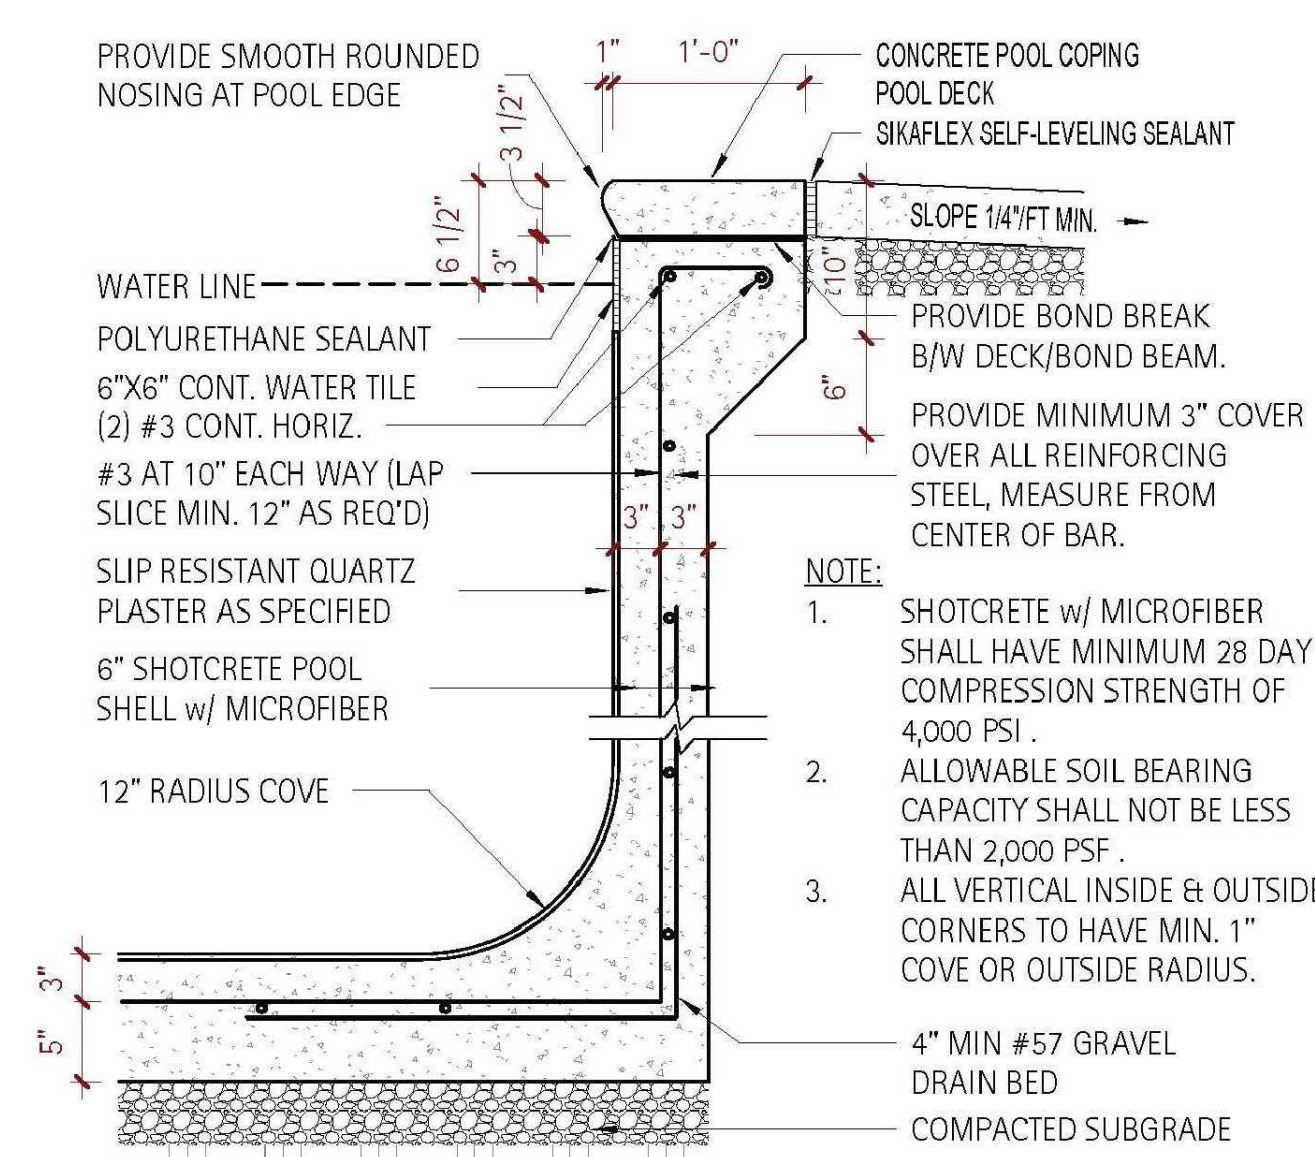 PROVIDE SMOOTH ROUNDED
NOSING AT POOL EDGE
1"
1'-0"
CONCRETE POOL COPING
POOL DECK
SIKAFLEX SELF-LEVELING SEALANT
3 1/2"
6 1/2"
3"
SLOPE 1/4"/FT MIN.
10"
WATER LINE
POLYURETHANE SEALANT
6"X6" CONT. WATER TILE
(2) #3 CONT. HORIZ.
#3 AT 10" EACH WAY (LAP
SLICE MIN. 12" AS REQ'D)
SLIP RESISTANT QUARTZ
PLASTER AS SPECIFIED
6" SHOTCRETE POOL
SHELL w/ MICROFIBER
12" RADIUS COVE
PROVIDE BOND BREAK
B/W DECK/BOND BEAM.
6"
PROVIDE MINIMUM 3" COVER
OVER ALL REINFORCING
STEEL, MEASURE FROM
CENTER OF BAR.
3"
3"
NOTE:
1. SHOTCRETE w/ MICROFIBER
SHALL HAVE MINIMUM 28 DAY
COMPRESSION STRENGTH OF
4,000 PSI .
2. ALLOWABLE SOIL BEARING
CAPACITY SHALL NOT BE LESS
THAN 2,000 PSF .
3. ALL VERTICAL INSIDE & OUTSIDE
CORNERS TO HAVE MIN. 1"
COVE OR OUTSIDE RADIUS.
3"
5"
4" MIN #57 GRAVEL
DRAIN BED
COMPACTED SUBGRADE